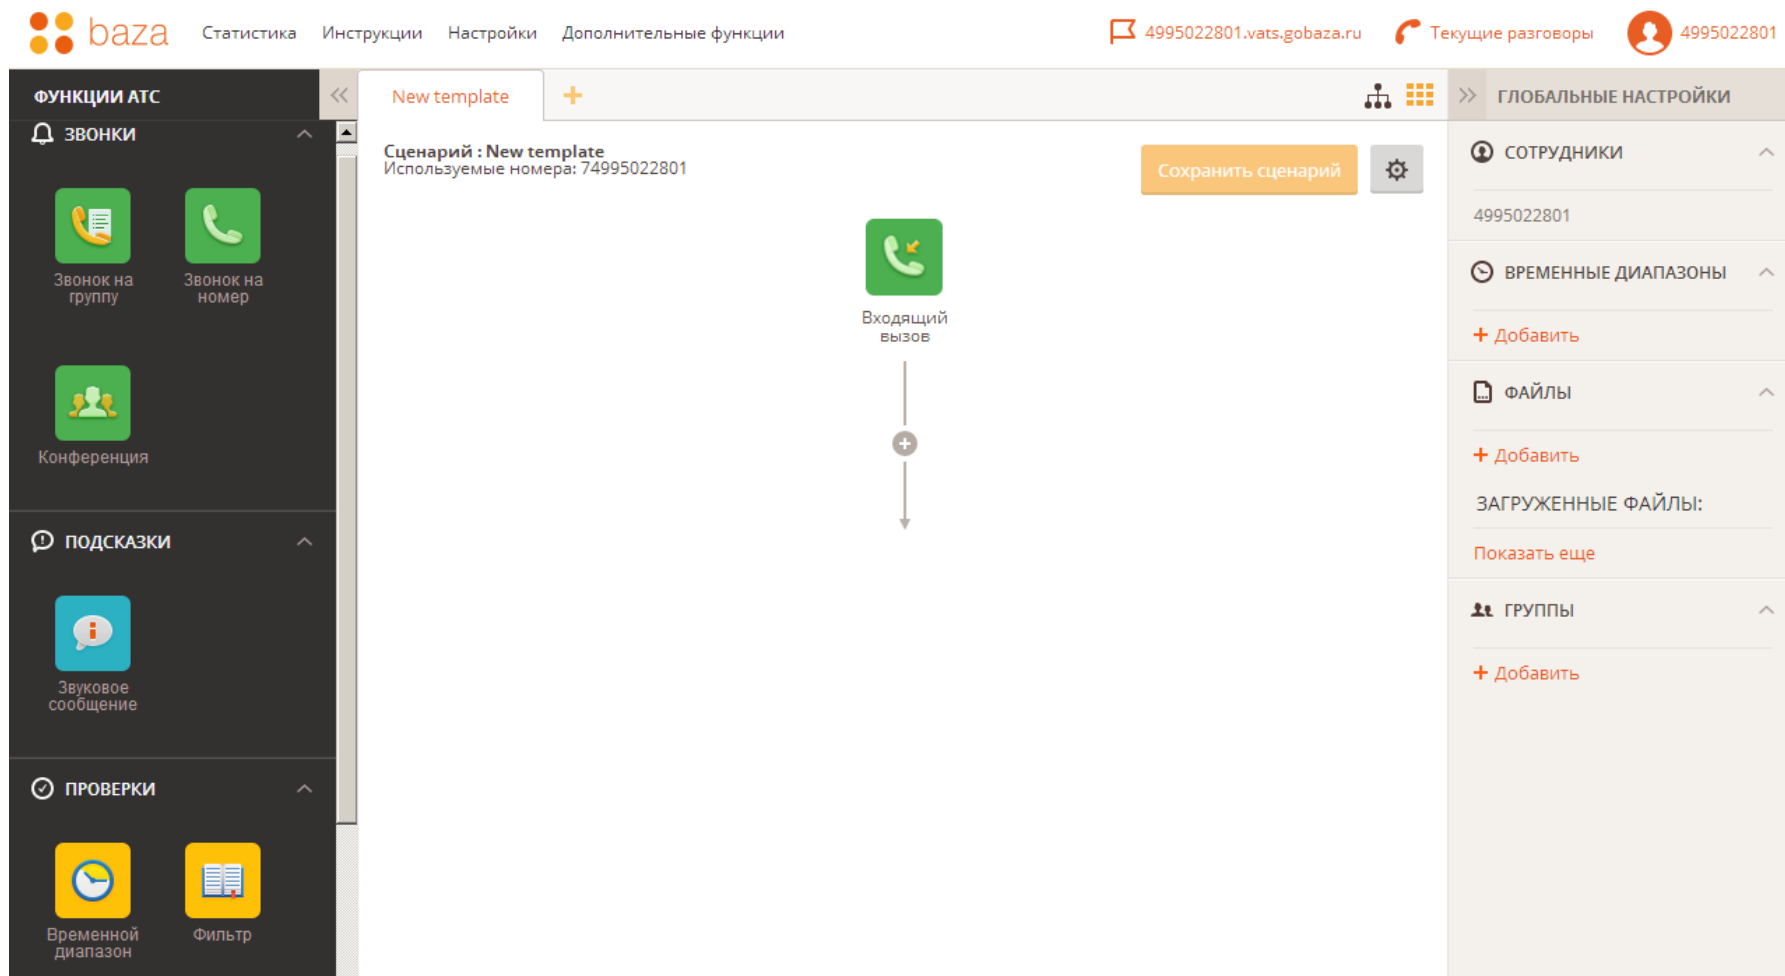 baza
Статистика
Инструкции
Настройки
Дополнительные функции
4995022801.vats.gobaza.ru
Текущие разговоры
4995022801
ФУНКЦИИ АТС
ЗВОНКИ
Звонок на
группу
Звонок на
номер
Конференция
ПОДСКАЗКИ
Звуковое
сообщение
ПРОВЕРКИ
Временной
диапазон
Фильтр
New template
Сценарий : New template
Используемые номера: 74995022801
Сохранить сценарий
Входящий
вызов
ГЛОБАЛЬНЫЕ НАСТРОЙКИ
СОТРУДНИКИ
4995022801
ВРЕМЕННЫЕ ДИАПАЗОНЫ
+ Добавить
ФАЙЛЫ
+ Добавить
ЗАГРУЖЕННЫЕ ФАЙЛЫ:
Показать еще
ГРУППЫ
+ Добавить